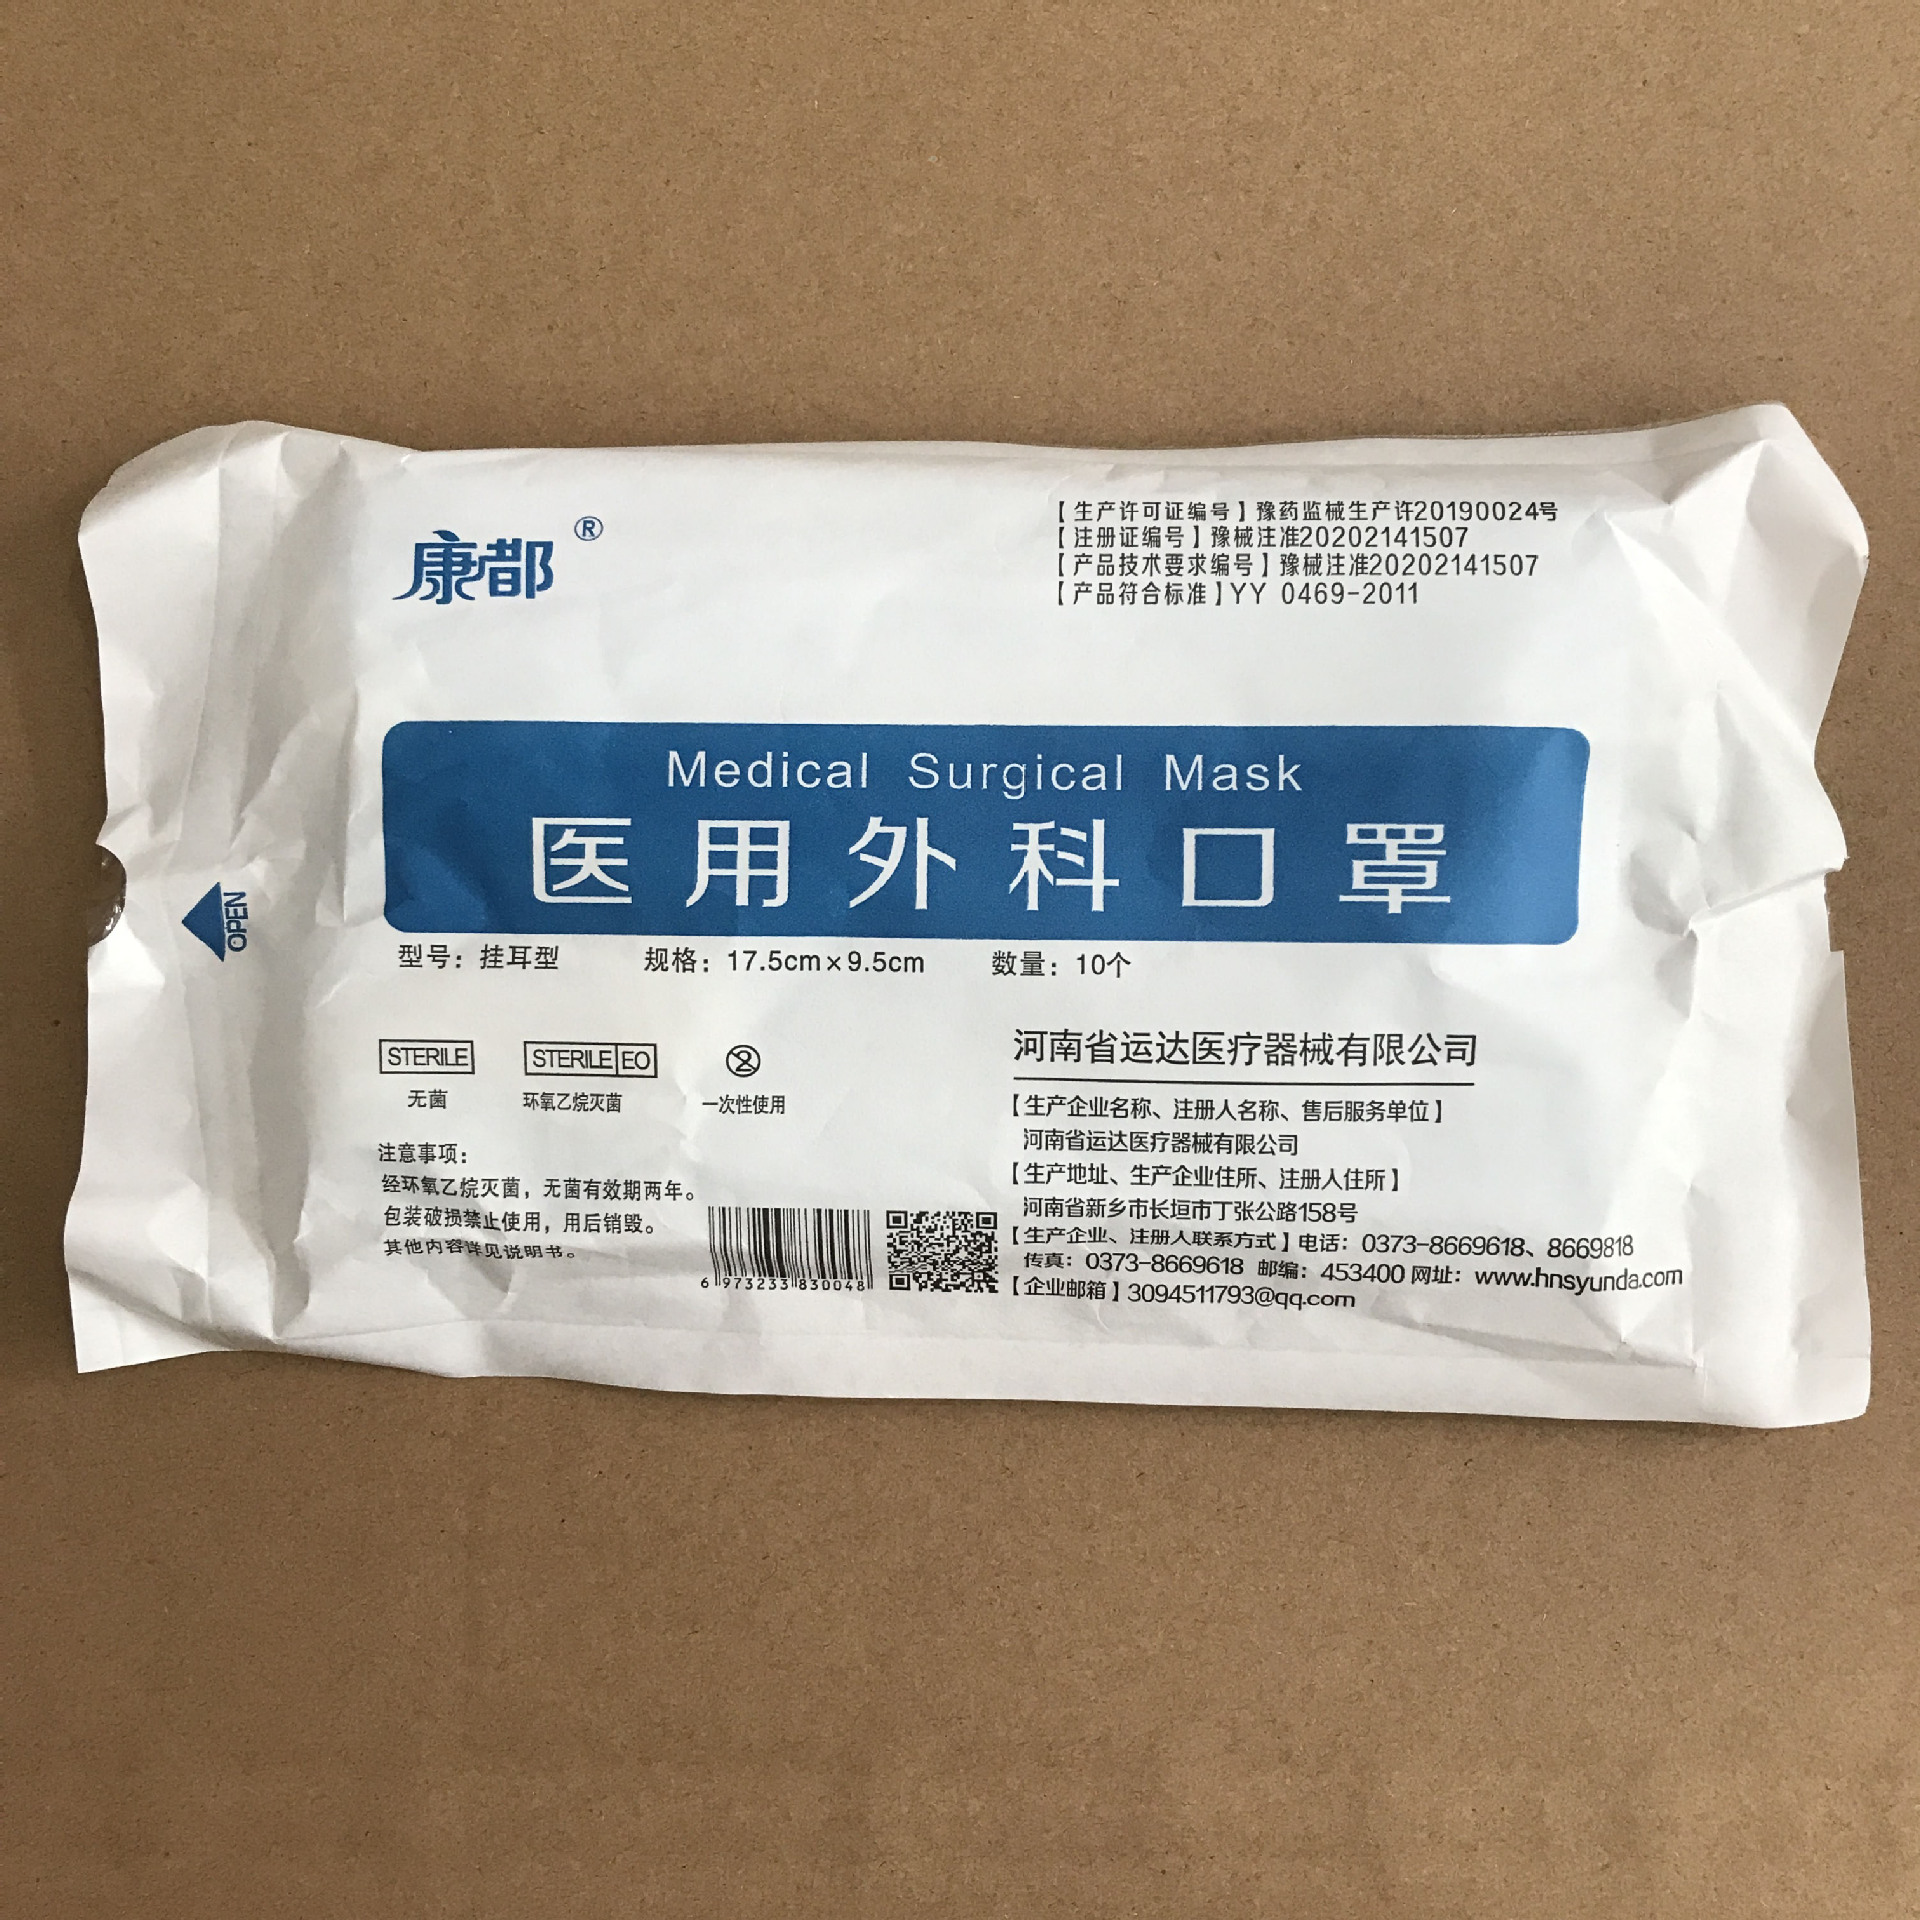 康都®
【生产许可证编号】豫药监械生产许20190024号
【注册证编号】豫械注准20202141507
【产品技术要求编号】豫械注准20202141507
【产品符合标准】YY 0469-2011
Medical Surgical Mask
医用外科口罩
OPEN
型号：挂耳型 规格：17.5cm×9.5cm 数量：10个
STERILE STERILE EO 2
无菌 环氧乙烷灭菌 一次性使用
注意事项：
经环氧乙烷灭菌，无菌有效期两年。
包装破损禁止使用，用后销毁。
其他内容详见说明书。
6 973233 830048
河南省运达医疗器械有限公司
【生产企业名称、注册人名称、售后服务单位】
河南省运达医疗器械有限公司
【生产地址、生产企业住所、注册人住所】
河南省新乡市长垣市丁张公路158号
【生产企业、注册人联系方式】电话：0373-8669618、8669818
传真：0373-8669618 邮编：453400 网址：www.hnsyunda.com
【企业邮箱】3094511793@qq.com